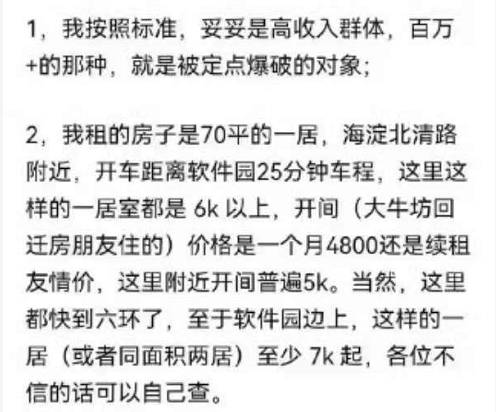 1，我按照标准，妥妥是高收入群体，百万
+的那种，就是被定点爆破的对象；
2，我租的房子是70平的一居，海淀北清路
附近，开车距离软件园25分钟车程，这里这
样的一居室都是 6k 以上，开间（大牛坊回
迁房朋友住的）价格是一个月4800还是续租
友情价，这里附近开间普遍5k。当然，这里
都快到六环了，至于软件园边上，这样的一
居（或者同面积两居）至少 7k 起，各位不
信的话可以自己查。